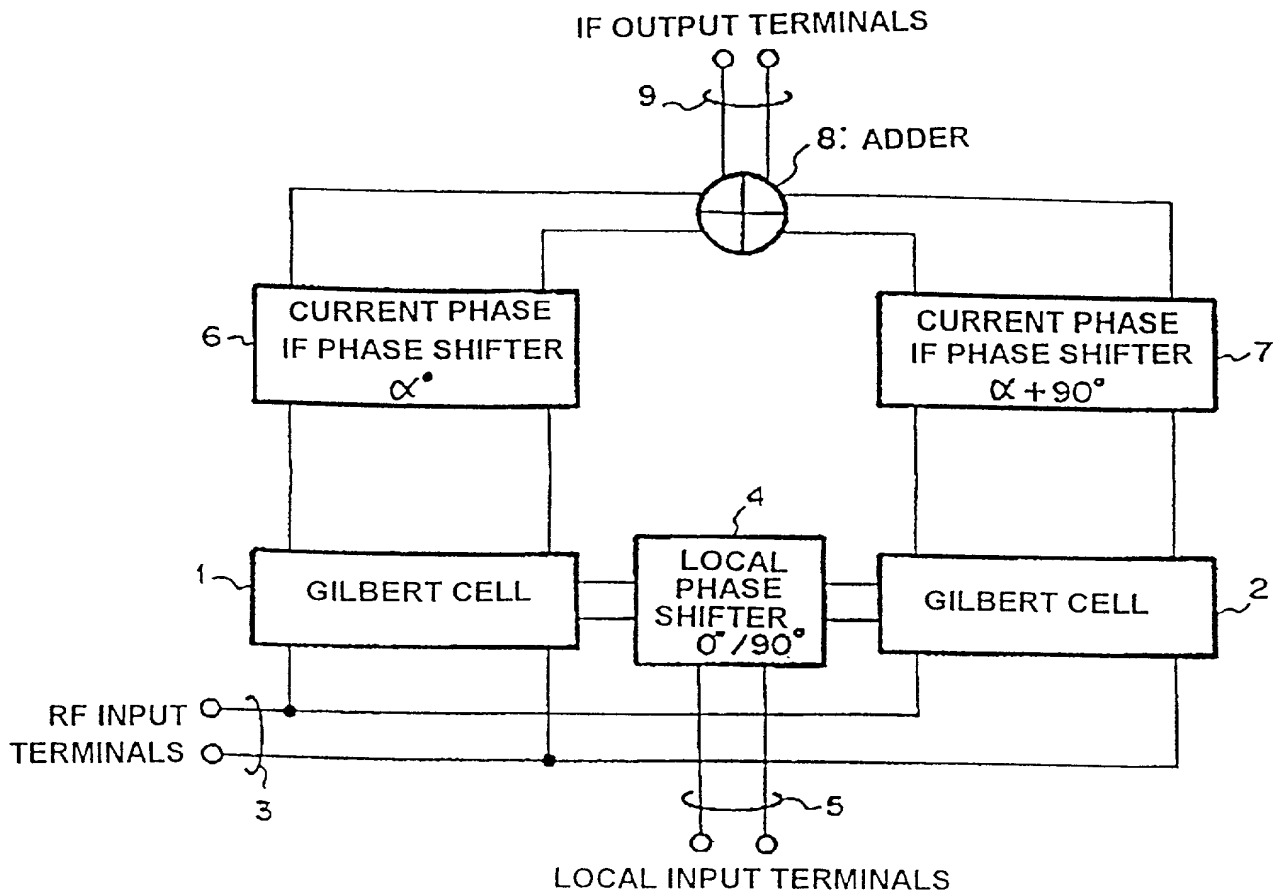 IF OUTPUT TERMINALS
9
8: ADDER
CURRENT PHASE
IF PHASE SHIFTER
α°
6
CURRENT PHASE
IF PHASE SHIFTER
α + 90°
7
4
1
GILBERT CELL
LOCAL
PHASE
SHIFTER
0°/90°
GILBERT CELL
2
RF INPUT
TERMINALS
3
5
LOCAL INPUT TERMINALS